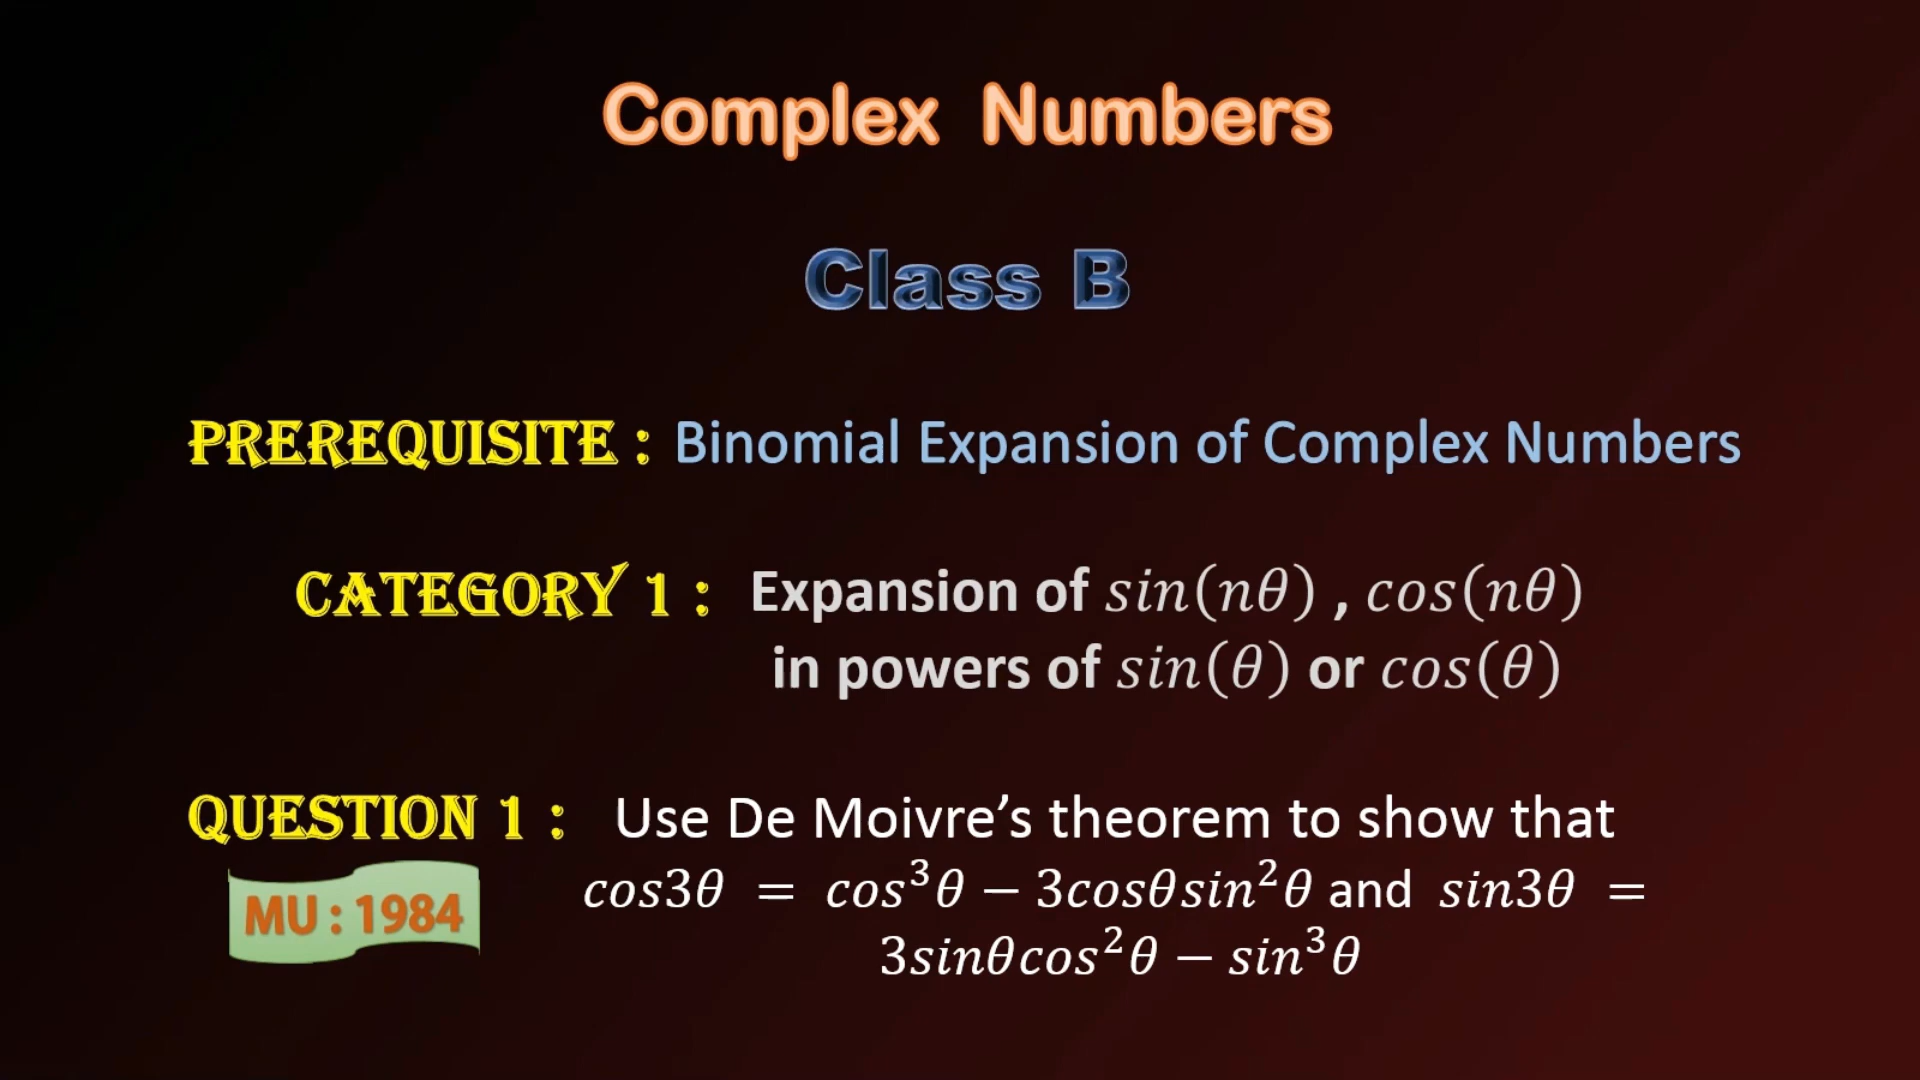 Complex Numbers
Class B
PREREQUISITE : Binomial Expansion of Complex Numbers
CATEGORY 1 : Expansion of sin(nθ) , cos(nθ)
in powers of sin(θ) or cos(θ)
QUESTION 1 : Use De Moivre’s theorem to show that
MU : 1984
cos3θ = cos³θ − 3cosθsin²θ and sin3θ =
3sinθcos²θ − sin³θ